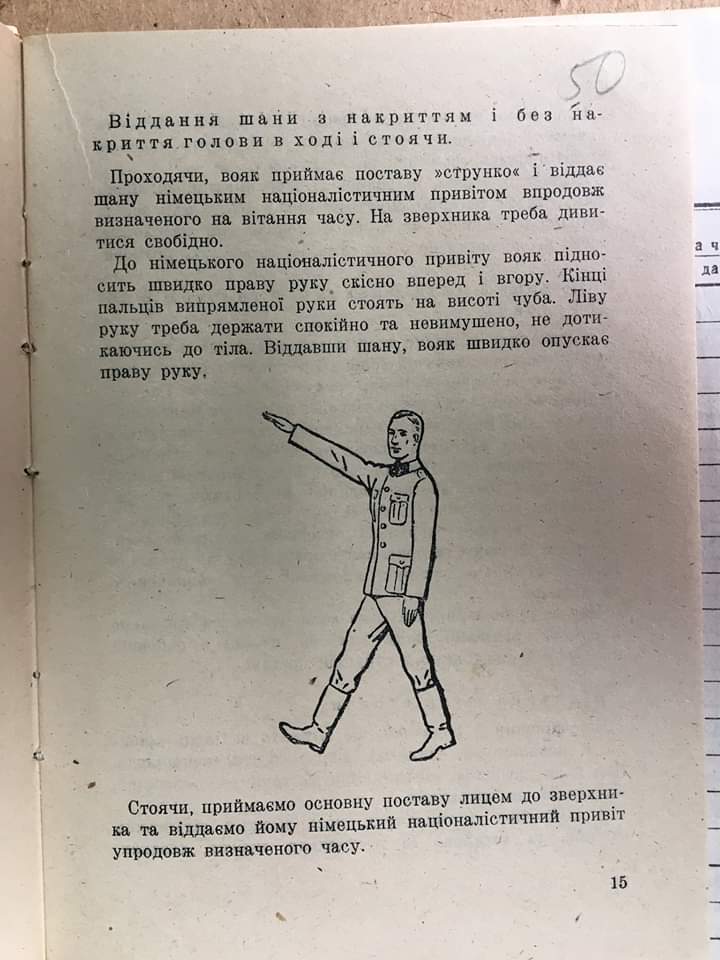 50
Віддання шани з накриттям і без на-
криття голови в ході і стоячи.
Проходячи, вояк приймає поставу »струнко« і віддає
шану німецьким націоналістичним привітом впродовж
визначеного на вітання часу. На зверхника треба диви-
тися свобідно.
До німецького націоналістичного привіту вояк підно-
сить швидко праву руку скісно вперед і вгору. Кінці
пальців випрямленої руки стоять на висоті чуба. Ліву
руку треба держати спокійно та невимушено, не доти-
каючись до тіла. Віддавши шану, вояк швидко опускає
праву руку.
Стоячи, приймаємо основну поставу лицем до зверхни-
ка та віддаємо йому німецький націоналістичний привіт
упродовж визначеного часу.
15
а ч
да